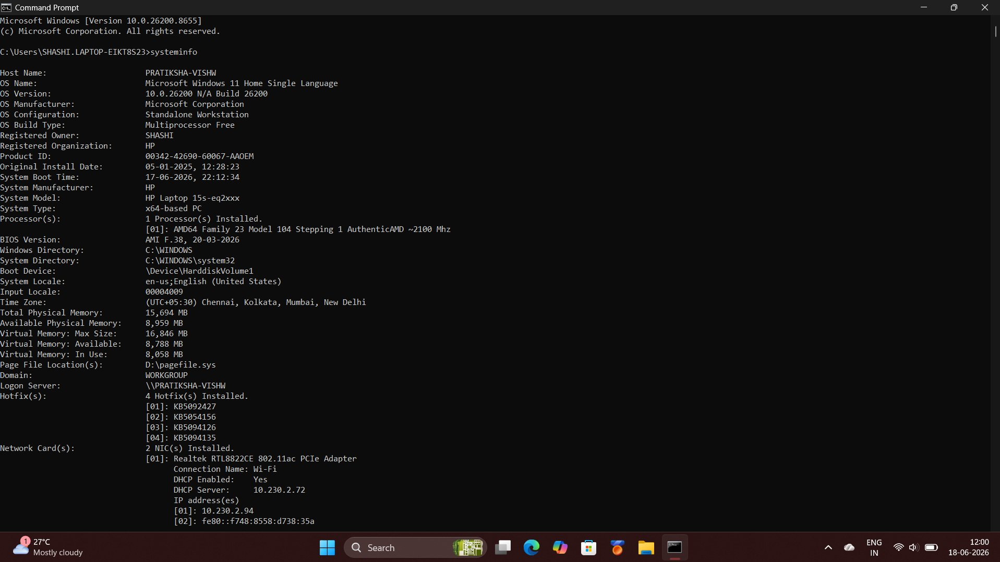 Command Prompt
Microsoft Windows [Version 10.0.26200.8655]
(c) Microsoft Corporation. All rights reserved.
C:\Users\SHASHI.LAPTOP-EIKT8S23>systeminfo
Host Name:                     PRATIKSHA-VISHW
OS Name:                       Microsoft Windows 11 Home Single Language
OS Version:                    10.0.26200 N/A Build 26200
OS Manufacturer:               Microsoft Corporation
OS Configuration:              Standalone Workstation
OS Build Type:                 Multiprocessor Free
Registered Owner:              SHASHI
Registered Organization:       HP
Product ID:                    00342-42690-60067-AAOEM
Original Install Date:         05-01-2025, 12:28:23
System Boot Time:              17-06-2026, 22:12:34
System Manufacturer:           HP
System Model:                  HP Laptop 15s-eq2xxx
System Type:                   x64-based PC
Processor(s):                  1 Processor(s) Installed.
                               [01]: AMD64 Family 23 Model 104 Stepping 1 AuthenticAMD ~2100 Mhz
BIOS Version:                  AMI F.38, 20-03-2026
Windows Directory:             C:\WINDOWS
System Directory:              C:\WINDOWS\system32
Boot Device:                   \Device\HarddiskVolume1
System Locale:                 en-us;English (United States)
Input Locale:                  00004009
Time Zone:                     (UTC+05:30) Chennai, Kolkata, Mumbai, New Delhi
Total Physical Memory:         15,694 MB
Available Physical Memory:     8,959 MB
Virtual Memory: Max Size:      16,846 MB
Virtual Memory: Available:     8,788 MB
Virtual Memory: In Use:        8,058 MB
Page File Location(s):         D:\pagefile.sys
Domain:                        WORKGROUP
Logon Server:                  \\PRATIKSHA-VISHW
Hotfix(s):                     4 Hotfix(s) Installed.
                               [01]: KB5092427
                               [02]: KB5054156
                               [03]: KB5094126
                               [04]: KB5094135
Network Card(s):               2 NIC(s) Installed.
                               [01]: Realtek RTL8822CE 802.11ac PCIe Adapter
                                     Connection Name: Wi-Fi
                                     DHCP Enabled:    Yes
                                     DHCP Server:     10.230.2.72
                                     IP address(es)
                                     [01]: 10.230.2.94
                                     [02]: fe80::f748:8558:d738:35a
1
27°C
Mostly cloudy
Search
ENG
IN
12:00
18-06-2026